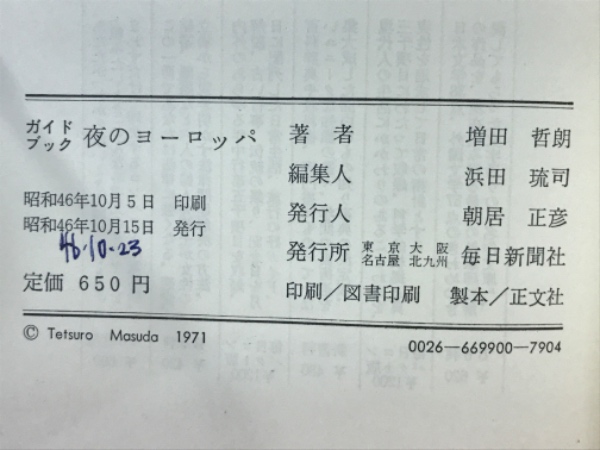 ガイドブック 夜のヨーロッパ
昭和46年10月5日 印刷
昭和46年10月15日 発行
46.10.23
定価 650円
著者 増田 哲朗
編集人 浜田 琉司
発行人 朝居 正彦
発行所 東京 大阪 名古屋 北九州 毎日新聞社
印刷/図書印刷 製本/正文社
© Tetsuro Masuda 1971
0026-669900-7904